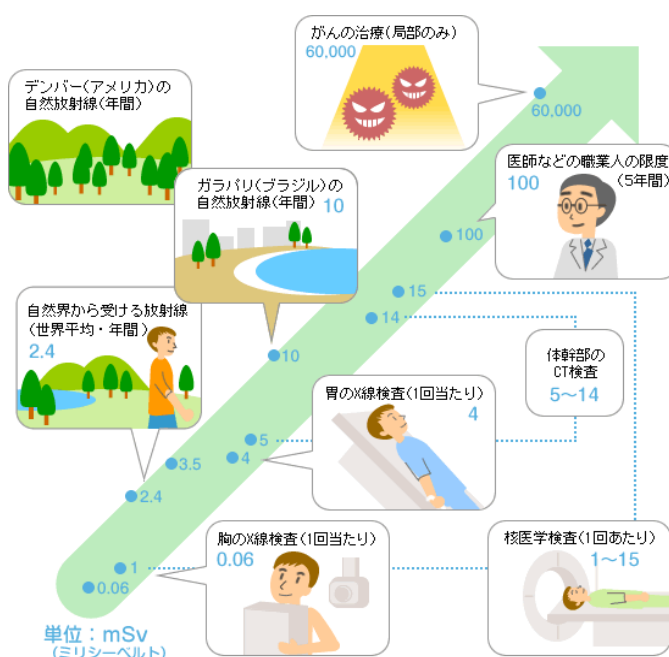 がんの治療(局部のみ)
60,000
デンバー(アメリカ)の
自然放射線(年間)
60,000
医師などの職業人の限度
100
(5年間)
ガラパリ(ブラジル)の
自然放射線(年間)
10
100
15
自然界から受ける放射線
(世界平均・年間)
2.4
14
10
体幹部の
CT検査
5～14
胃のX線検査(1回当たり)
4
5
4
3.5
2.4
胸のX線検査(1回当たり)
0.06
核医学検査(1回あたり)
1～15
1
0.06
単位：mSv
(ミリシーベルト)